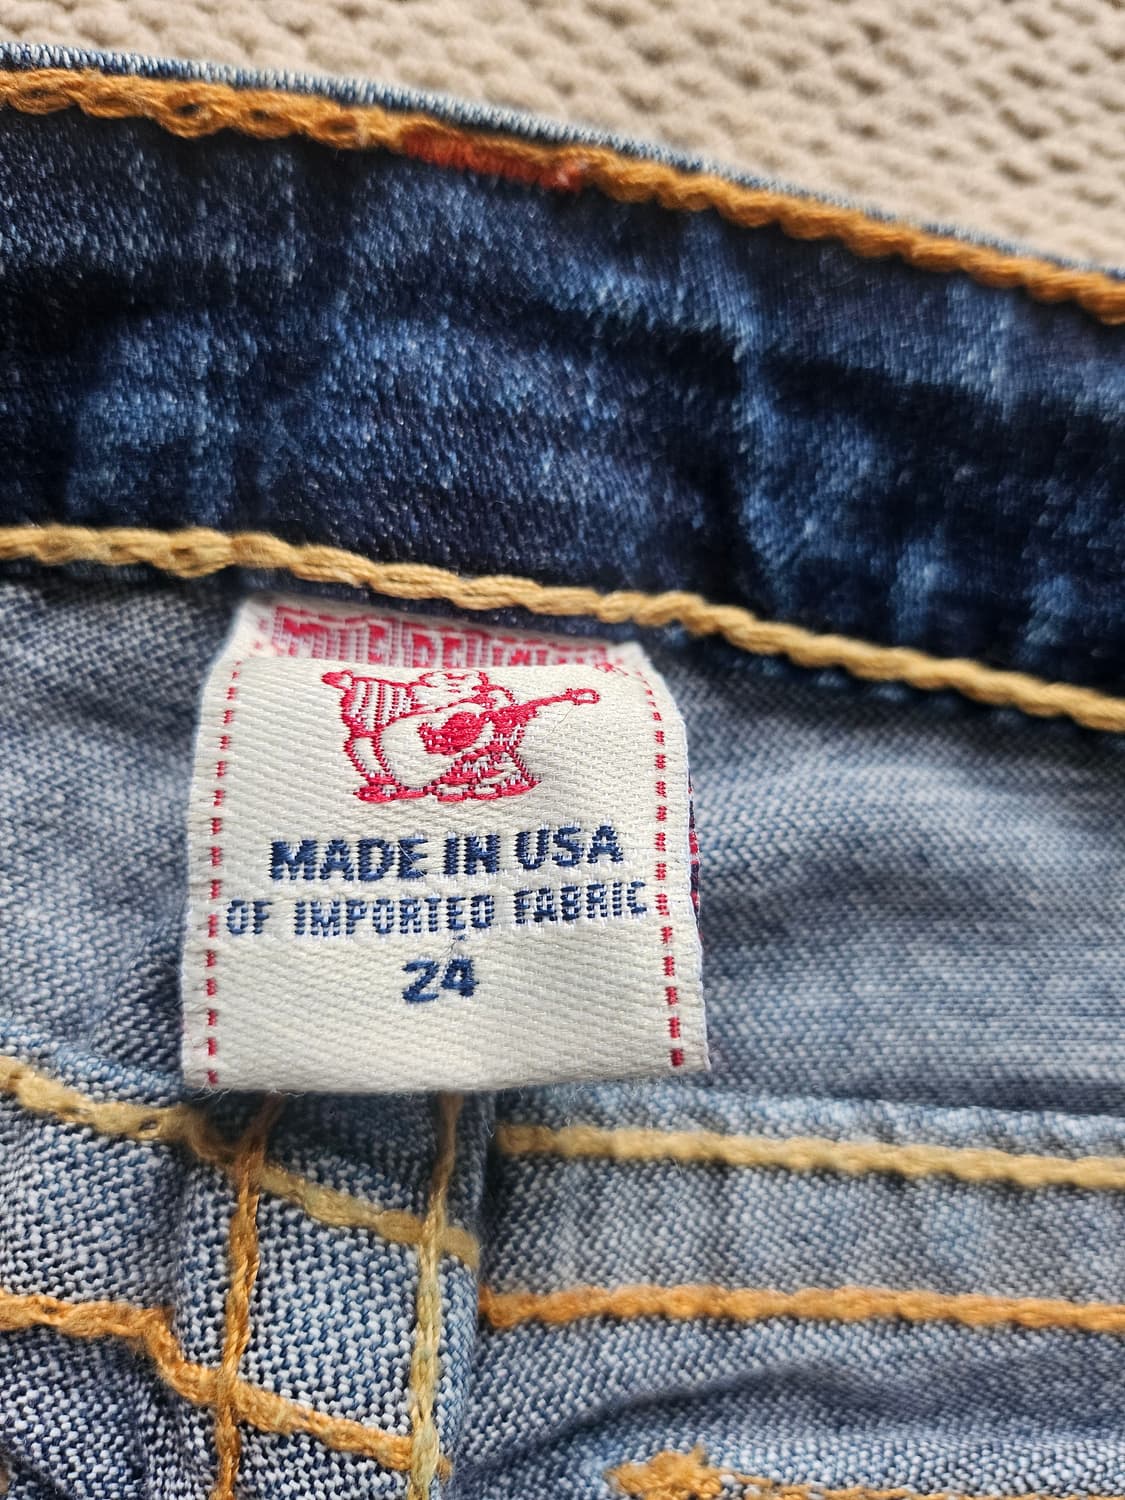 MADE IN USA
OF IMPORTED FABRIC
24